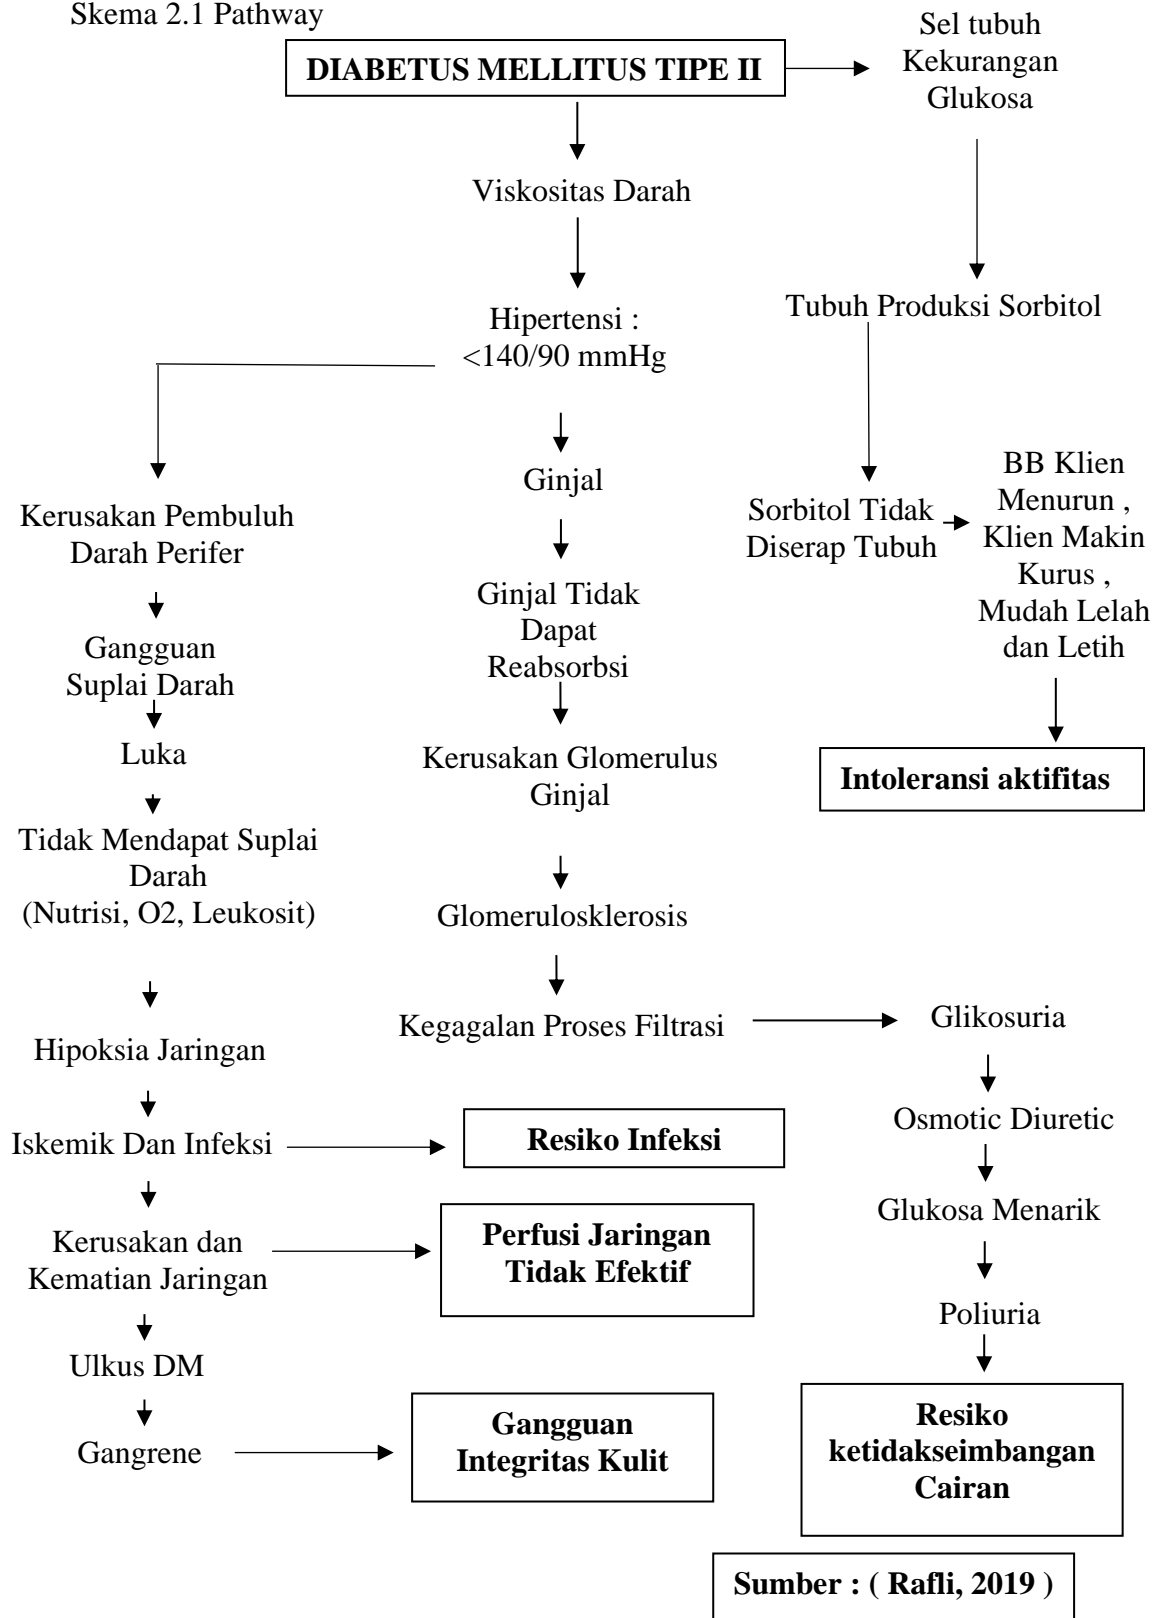 Skema 2.1 Pathway
DIABETUS MELLITUS TIPE II
Sel tubuh
Kekurangan
Glukosa
Viskositas Darah
Hipertensi :
<140/90 mmHg
Tubuh Produksi Sorbitol
Kerusakan Pembuluh
Darah Perifer
Ginjal
Sorbitol Tidak
Diserap Tubuh
BB Klien
Menurun ,
Klien Makin
Kurus ,
Mudah Lelah
dan Letih
Gangguan
Suplai Darah
Ginjal Tidak
Dapat
Reabsorbsi
Luka
Kerusakan Glomerulus
Ginjal
Intoleransi aktifitas
Tidak Mendapat Suplai
Darah
(Nutrisi, O2, Leukosit)
Glomerulosklerosis
Hipoksia Jaringan
Kegagalan Proses Filtrasi
Glikosuria
Iskemik Dan Infeksi
Resiko Infeksi
Osmotic Diuretic
Kerusakan dan
Kematian Jaringan
Perfusi Jaringan
Tidak Efektif
Glukosa Menarik
Poliuria
Ulkus DM
Gangrene
Gangguan
Integritas Kulit
Resiko
ketidakseimbangan
Cairan
Sumber : ( Rafli, 2019 )